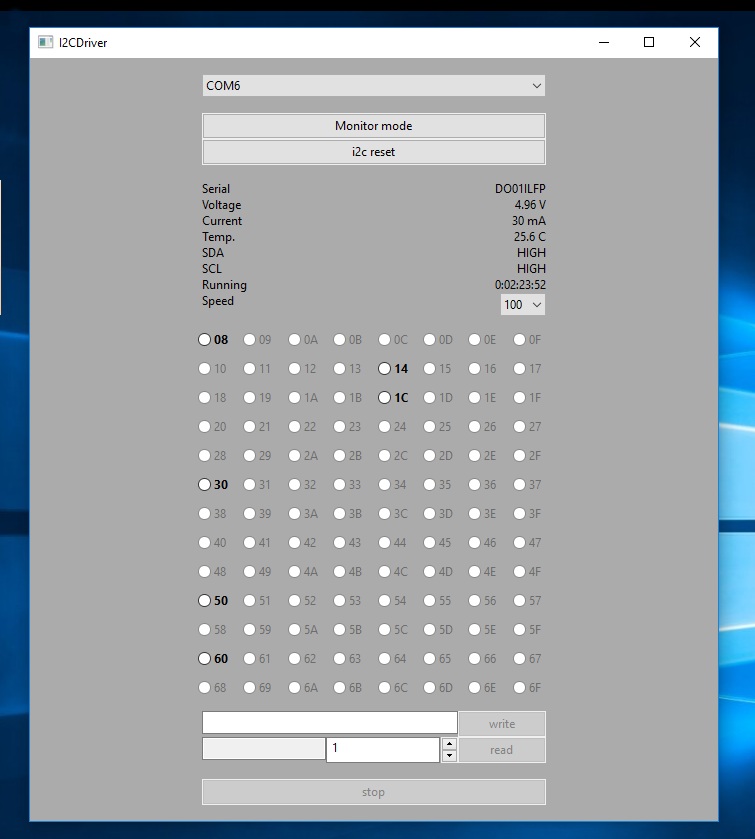 I2CDriver
COM6
Monitor mode
i2c reset
Serial DO01ILFP
Voltage 4.96 V
Current 30 mA
Temp. 25.6 C
SDA HIGH
SCL HIGH
Running 0:02:23:52
Speed 100
08 09 0A 0B 0C 0D 0E 0F
10 11 12 13 14 15 16 17
18 19 1A 1B 1C 1D 1E 1F
20 21 22 23 24 25 26 27
28 29 2A 2B 2C 2D 2E 2F
30 31 32 33 34 35 36 37
38 39 3A 3B 3C 3D 3E 3F
40 41 42 43 44 45 46 47
48 49 4A 4B 4C 4D 4E 4F
50 51 52 53 54 55 56 57
58 59 5A 5B 5C 5D 5E 5F
60 61 62 63 64 65 66 67
68 69 6A 6B 6C 6D 6E 6F
write
1 read
stop